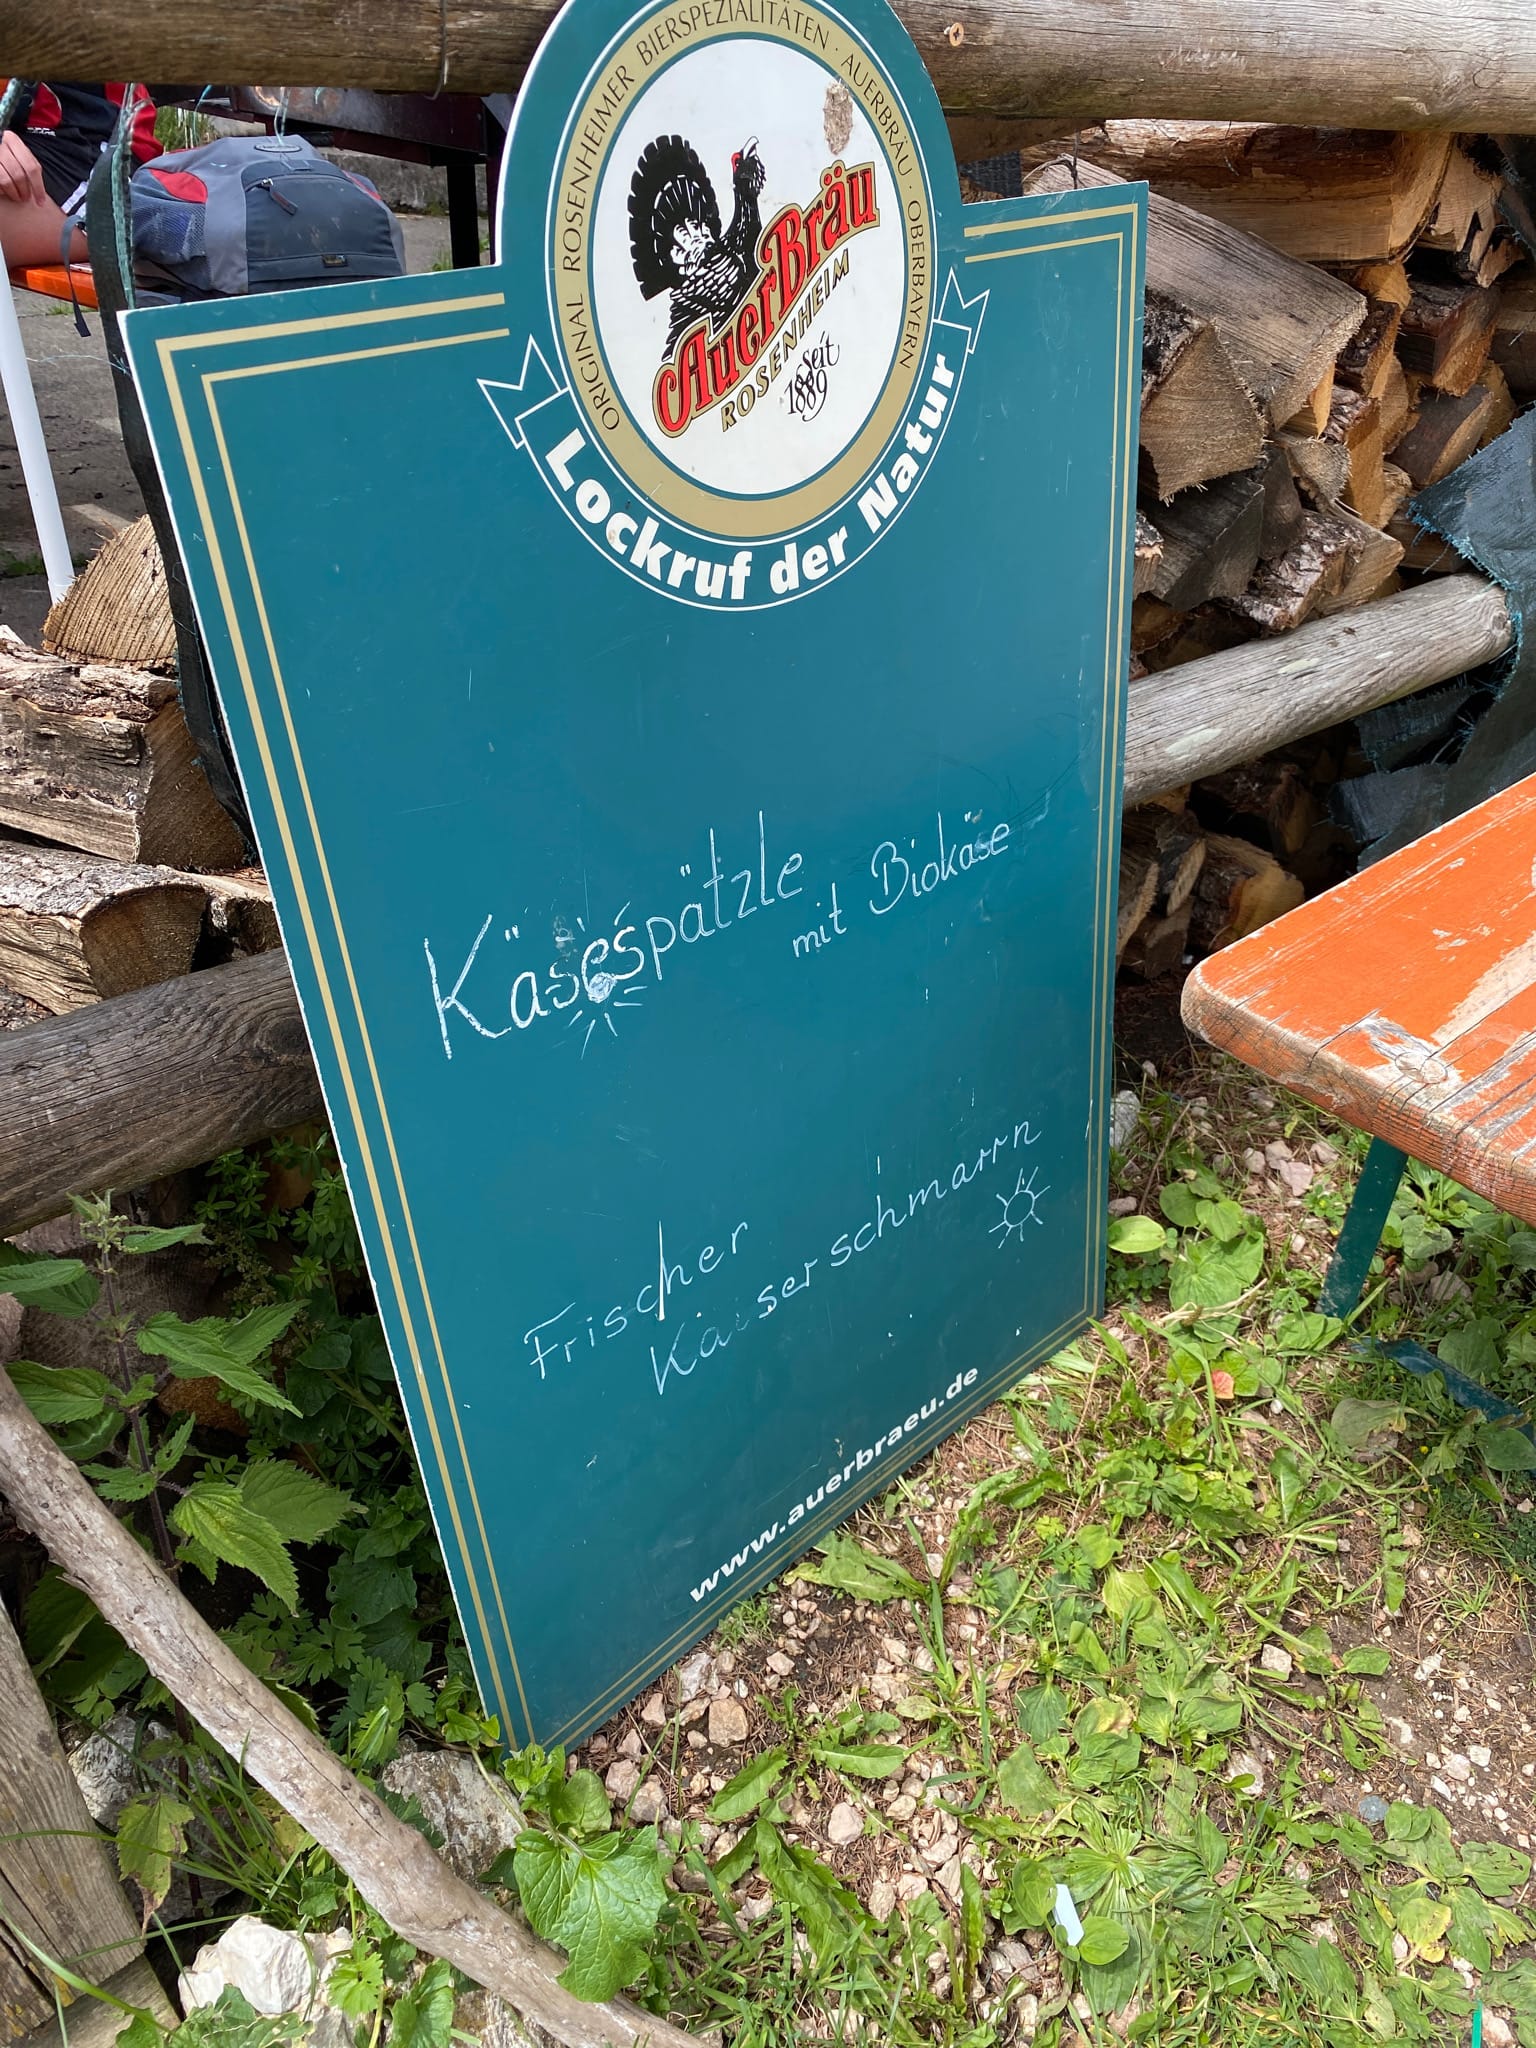 ORIGINAL ROSENHEIMER BIERSPEZIALITÄTEN · AUERBRÄU · OBERBAYERN
AuerBräu
ROSENHEIM
seit
1889
Lockruf der Natur
Käsespätzle
mit Biokäse
Frischer
Kaiserschmarrn
www.auerbraeu.de